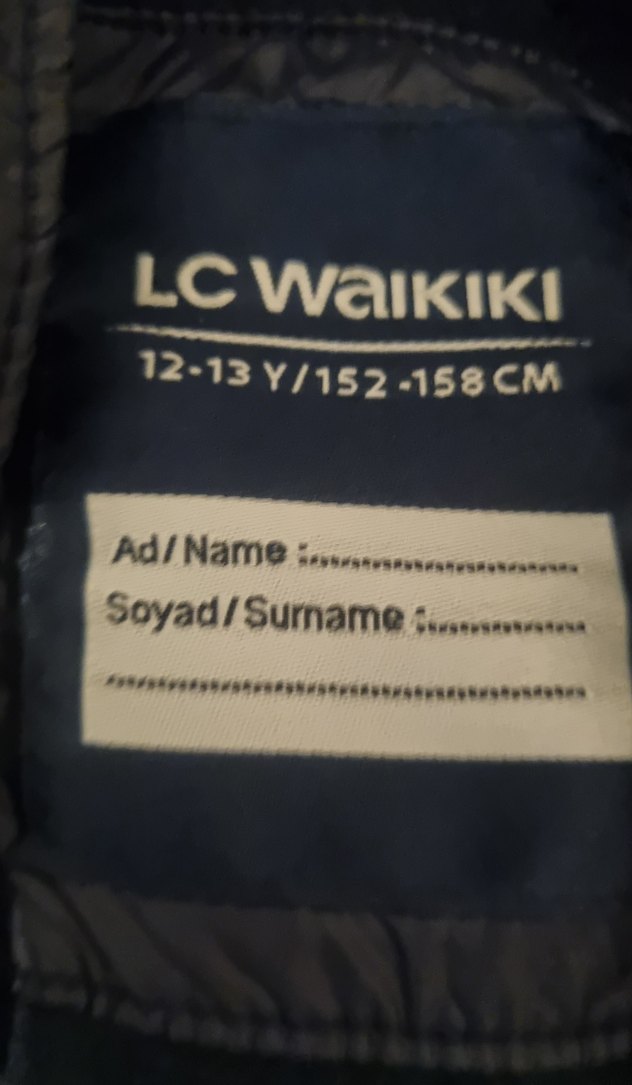 LC WAIKIKI
12-13 Y/152-158 CM
Ad/Name :..............................
Soyad/Surname :..................
......................................................